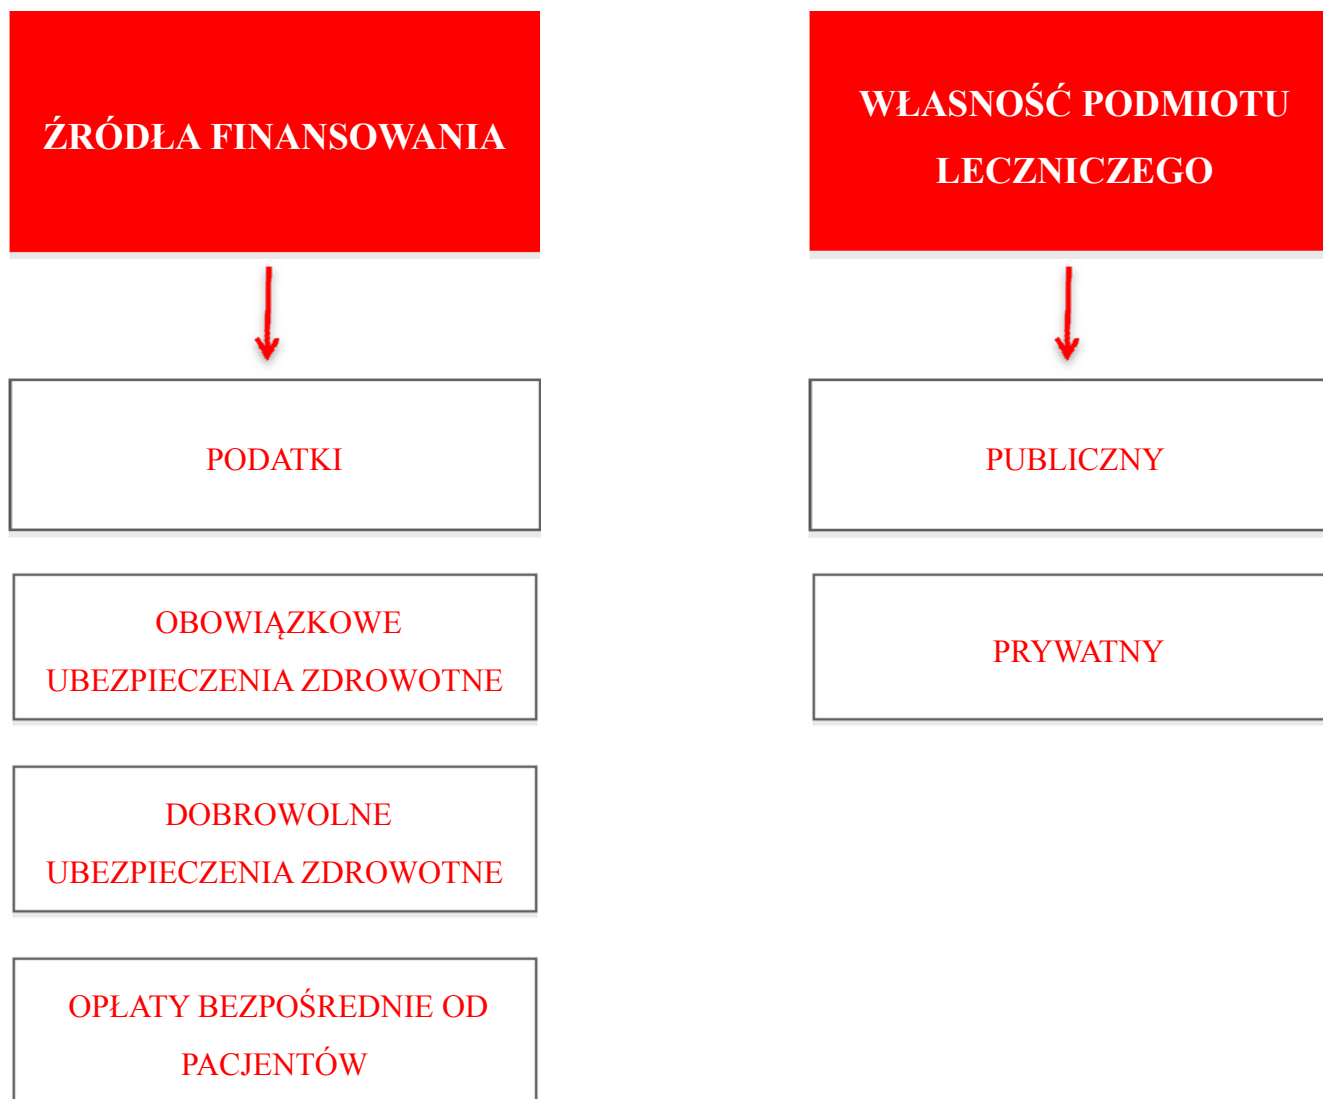 ŹRÓDŁA FINANSOWANIA
PODATKI
OBOWIĄZKOWE
UBEZPIECZENIA ZDROWOTNE
DOBROWOLNE
UBEZPIECZENIA ZDROWOTNE
OPŁATY BEZPOŚREDNIE OD
PACJENTÓW
WŁASNOŚĆ PODMIOTU
LECZNICZEGO
PUBLICZNY
PRYWATNY